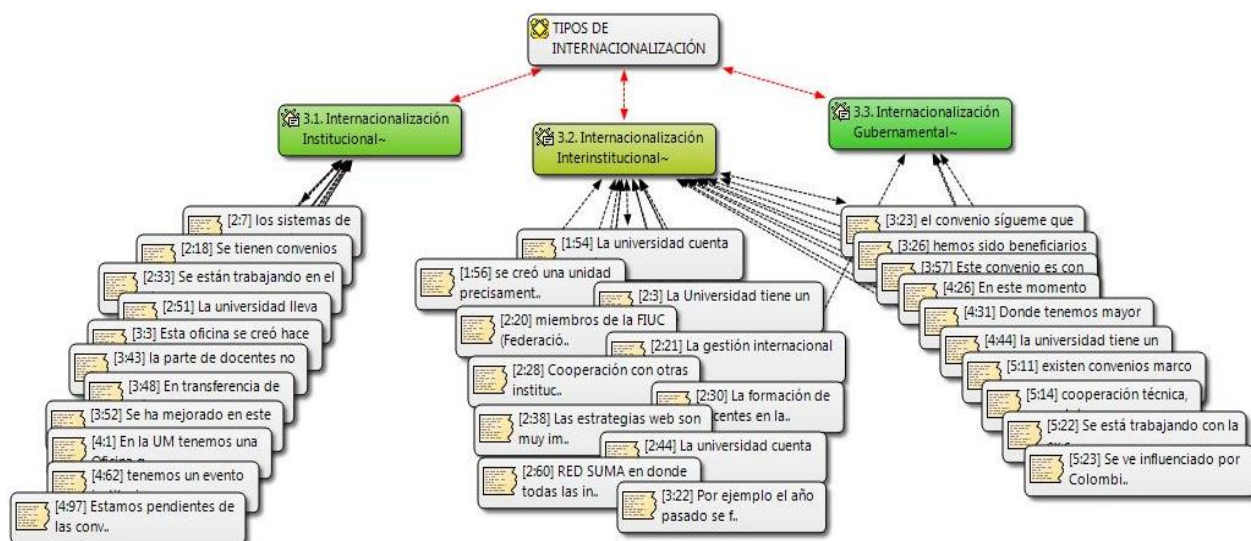 TIPOS DE
INTERNACIONALIZACIÓN
3.1. Internacionalización
Institucional~
3.2. Internacionalización
Interinstitucional~
3.3. Internacionalización
Gubernamental~
[2:7] los sistemas de
[2:18] Se tienen convenios
[2:33] Se están trabajando en el
[2:51] La universidad lleva
[3:3] Esta oficina se creó hace
[3:43] la parte de docentes no
[3:48] En transferencia de
[3:52] Se ha mejorado en este
[4:1] En la UM tenemos una
[4:62] tenemos un evento
[4:97] Estamos pendientes de
las conv..
[1:54] La universidad cuenta
[1:56] se creó una unidad
precisament..
[2:3] La Universidad tiene un
[2:20] miembros de la FIUC
(Federació..
[2:21] La gestión internacional
[2:28] Cooperación con otras
instituc..
[2:30] La formación de
centes en la..
[2:38] Las estrategias web son
muy im..
[2:44] La universidad cuenta
[2:60] RED SUMA en donde
todas las in..
[3:22] Por ejemplo el año
pasado se f..
[3:23] el convenio sígueme que
[3:26] hemos sido beneficiarios
[3:57] Este convenio es con
[4:26] En este momento
[4:31] Donde tenemos mayor
[4:44] la universidad tiene un
[5:11] existen convenios marco
[5:14] cooperación técnica,
[5:22] Se está trabajando con la
[5:23] Se ve influenciado por
Colombi..